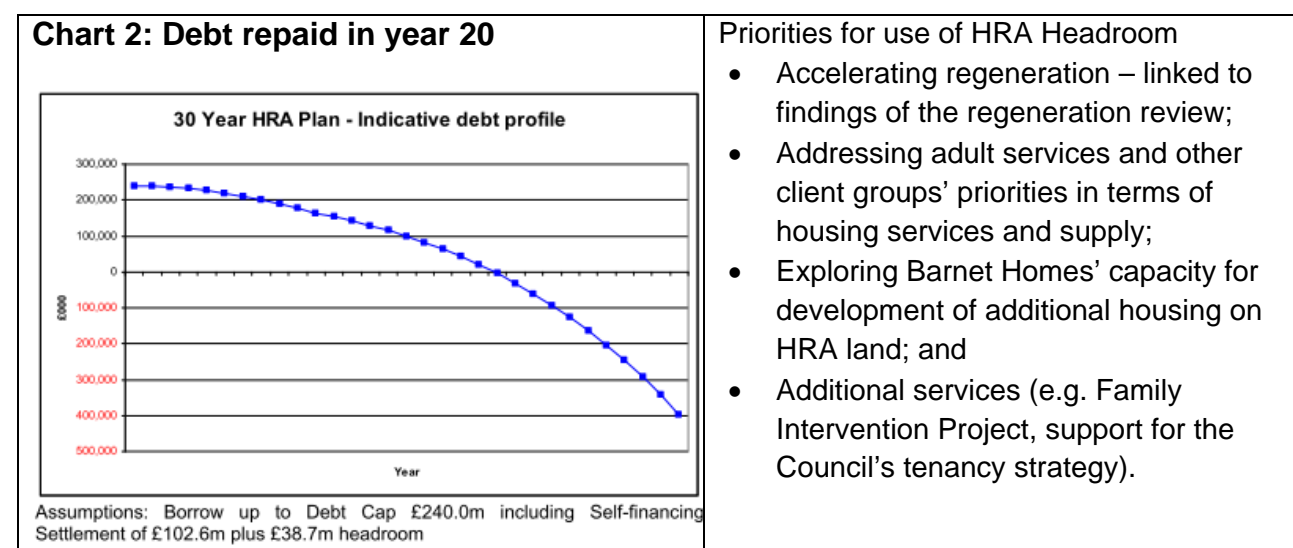 Chart 2: Debt repaid in year 20
30 Year HRA Plan - Indicative debt profile
300,000
200,000
100,000
0
100,000
200,000
300,000
400,000
500,000
£000
Year
Assumptions: Borrow up to Debt Cap £240.0m including Self-financing
Settlement of £102.6m plus £38.7m headroom
Priorities for use of HRA Headroom
• Accelerating regeneration – linked to
findings of the regeneration review;
• Addressing adult services and other
client groups’ priorities in terms of
housing services and supply;
• Exploring Barnet Homes’ capacity for
development of additional housing on
HRA land; and
• Additional services (e.g. Family
Intervention Project, support for the
Council’s tenancy strategy).